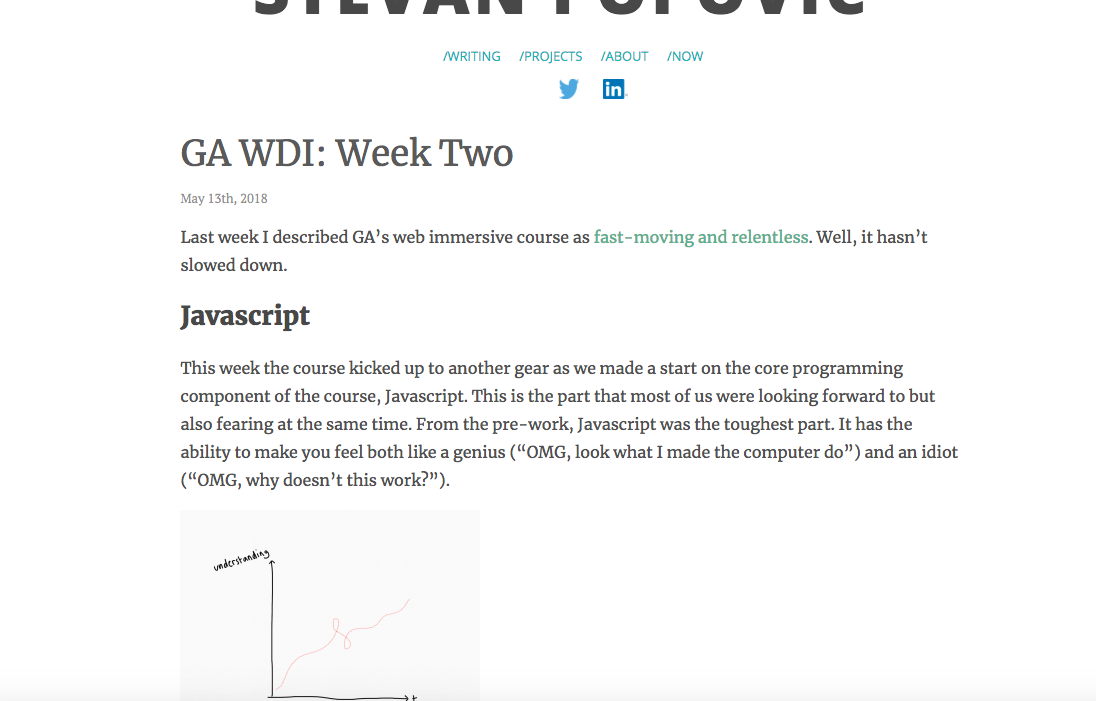 STEVAN POPOVIC
/WRITING /PROJECTS /ABOUT /NOW
in
GA WDI: Week Two
May 13th, 2018
Last week I described GA’s web immersive course as fast-moving and relentless. Well, it hasn’t
slowed down.
Javascript
This week the course kicked up to another gear as we made a start on the core programming
component of the course, Javascript. This is the part that most of us were looking forward to but
also fearing at the same time. From the pre-work, Javascript was the toughest part. It has the
ability to make you feel both like a genius (“OMG, look what I made the computer do”) and an idiot
(“OMG, why doesn’t this work?”).
understanding
t